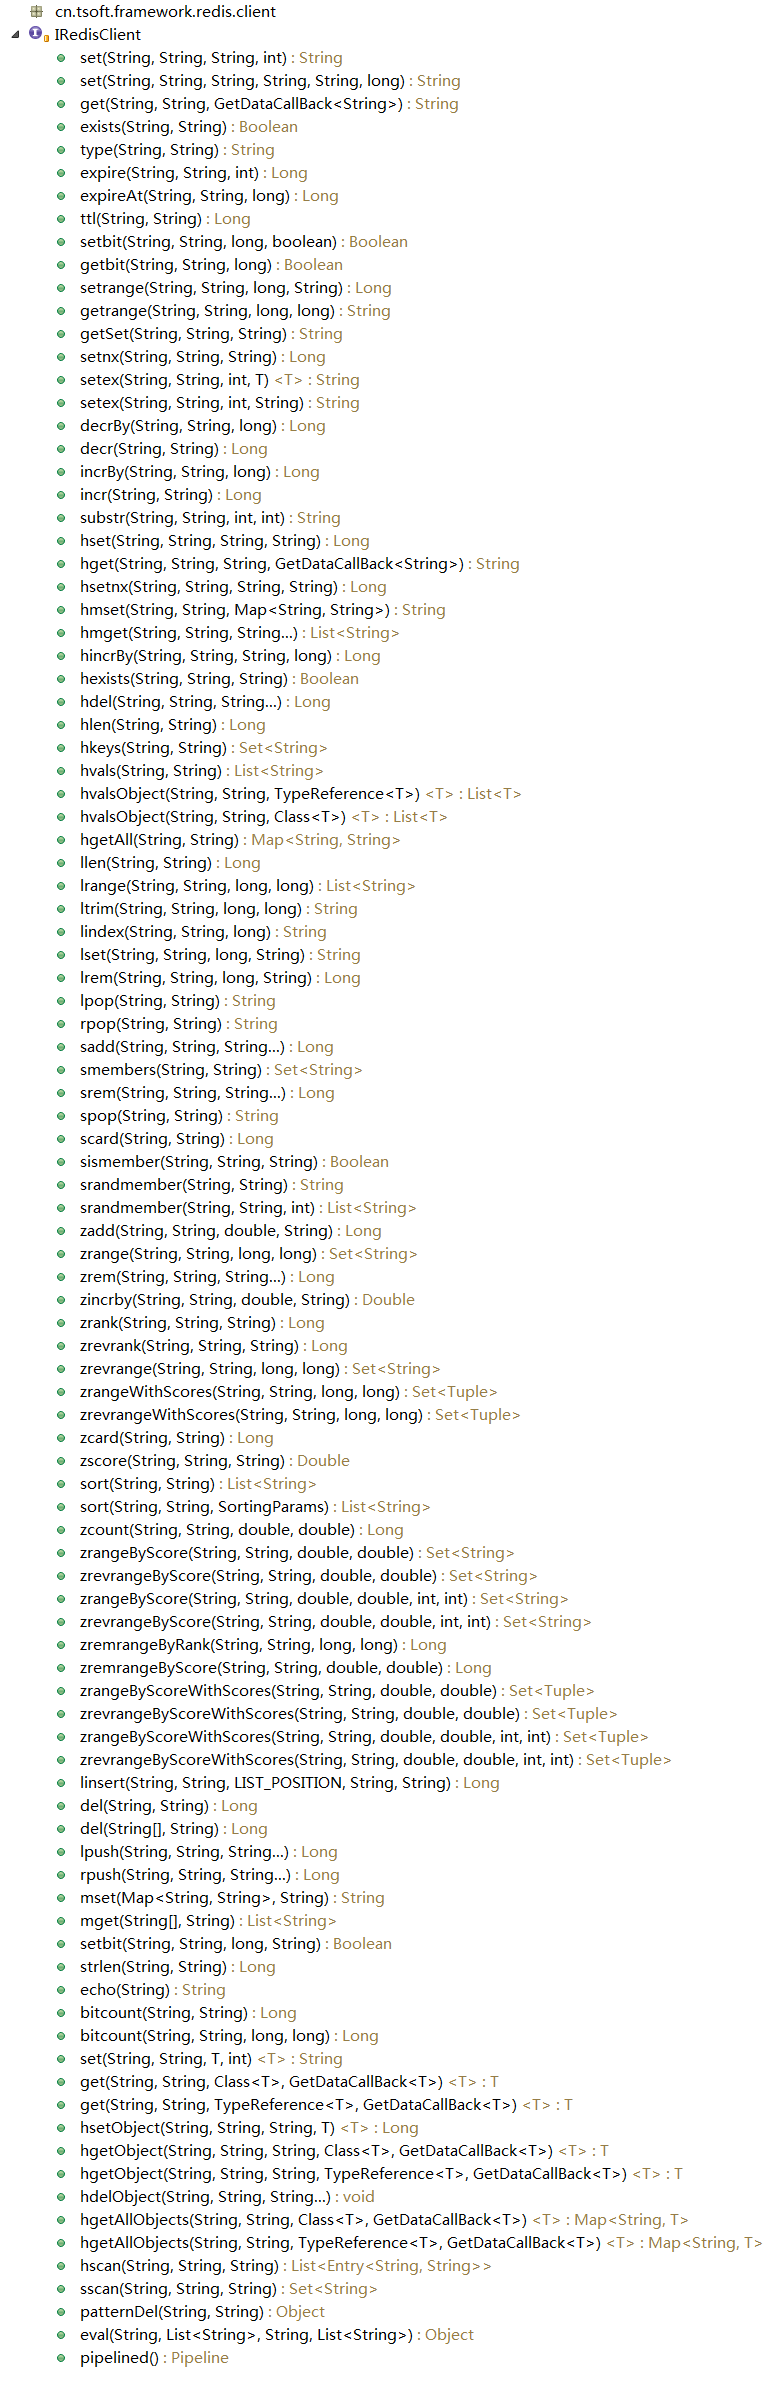 cn.tsoft.framework.redis.client
IRedisClient
set(String, String, String, int) : String
set(String, String, String, String, String, long) : String
get(String, String, GetDataCallBack<String>) : String
exists(String, String) : Boolean
type(String, String) : String
expire(String, String, int) : Long
expireAt(String, String, long) : Long
ttl(String, String) : Long
setbit(String, String, long, boolean) : Boolean
getbit(String, String, long) : Boolean
setrange(String, String, long, String) : Long
getrange(String, String, long, long) : String
getSet(String, String, String) : String
setnx(String, String, String) : Long
setex(String, String, int, T) <T> : String
setex(String, String, int, String) : String
decrBy(String, String, long) : Long
decr(String, String) : Long
incrBy(String, String, long) : Long
incr(String, String) : Long
substr(String, String, int, int) : String
hset(String, String, String, String) : Long
hget(String, String, String, GetDataCallBack<String>) : String
hsetnx(String, String, String, String) : Long
hmset(String, String, Map<String, String>) : String
hmget(String, String, String...) : List<String>
hincrBy(String, String, String, long) : Long
hexists(String, String, String) : Boolean
hdel(String, String, String...) : Long
hlen(String, String) : Long
hkeys(String, String) : Set<String>
hvals(String, String) : List<String>
hvalsObject(String, String, TypeReference<T>) <T> : List<T>
hvalsObject(String, String, Class<T>) <T> : List<T>
hgetAll(String, String) : Map<String, String>
llen(String, String) : Long
lrange(String, String, long, long) : List<String>
ltrim(String, String, long, long) : String
lindex(String, String, long) : String
lset(String, String, long, String) : String
lrem(String, String, long, String) : Long
lpop(String, String) : String
rpop(String, String) : String
sadd(String, String, String...) : Long
smembers(String, String) : Set<String>
srem(String, String, String...) : Long
spop(String, String) : String
scard(String, String) : Long
sismember(String, String, String) : Boolean
srandmember(String, String) : String
srandmember(String, String, int) : List<String>
zadd(String, String, double, String) : Long
zrange(String, String, long, long) : Set<String>
zrem(String, String, String...) : Long
zincrby(String, String, double, String) : Double
zrank(String, String, String) : Long
zrevrank(String, String, String) : Long
zrevrange(String, String, long, long) : Set<String>
zrangeWithScores(String, String, long, long) : Set<Tuple>
zrevrangeWithScores(String, String, long, long) : Set<Tuple>
zcard(String, String) : Long
zscore(String, String, String) : Double
sort(String, String) : List<String>
sort(String, String, SortingParams) : List<String>
zcount(String, String, double, double) : Long
zrangeByScore(String, String, double, double) : Set<String>
zrevrangeByScore(String, String, double, double) : Set<String>
zrangeByScore(String, String, double, double, int, int) : Set<String>
zrevrangeByScore(String, String, double, double, int, int) : Set<String>
zremrangeByRank(String, String, long, long) : Long
zremrangeByScore(String, String, double, double) : Long
zrangeByScoreWithScores(String, String, double, double) : Set<Tuple>
zrevrangeByScoreWithScores(String, String, double, double) : Set<Tuple>
zrangeByScoreWithScores(String, String, double, double, int, int) : Set<Tuple>
zrevrangeByScoreWithScores(String, String, double, double, int, int) : Set<Tuple>
linsert(String, String, LIST_POSITION, String, String) : Long
del(String, String) : Long
del(String[], String) : Long
lpush(String, String, String...) : Long
rpush(String, String, String...) : Long
mset(Map<String, String>, String) : String
mget(String[], String) : List<String>
setbit(String, String, long, String) : Boolean
strlen(String, String) : Long
echo(String) : String
bitcount(String, String) : Long
bitcount(String, String, long, long) : Long
set(String, String, T, int) <T> : String
get(String, String, Class<T>, GetDataCallBack<T>) <T> : T
get(String, String, TypeReference<T>, GetDataCallBack<T>) <T> : T
hsetObject(String, String, String, T) <T> : Long
hgetObject(String, String, String, Class<T>, GetDataCallBack<T>) <T> : T
hgetObject(String, String, String, TypeReference<T>, GetDataCallBack<T>) <T> : T
hdelObject(String, String, String...) : void
hgetAllObjects(String, String, Class<T>, GetDataCallBack<T>) <T> : Map<String, T>
hgetAllObjects(String, String, TypeReference<T>, GetDataCallBack<T>) <T> : Map<String, T>
hscan(String, String, String) : List<Entry<String, String>>
sscan(String, String, String) : Set<String>
patternDel(String, String) : Object
eval(String, List<String>, String, List<String>) : Object
pipelined() : Pipeline